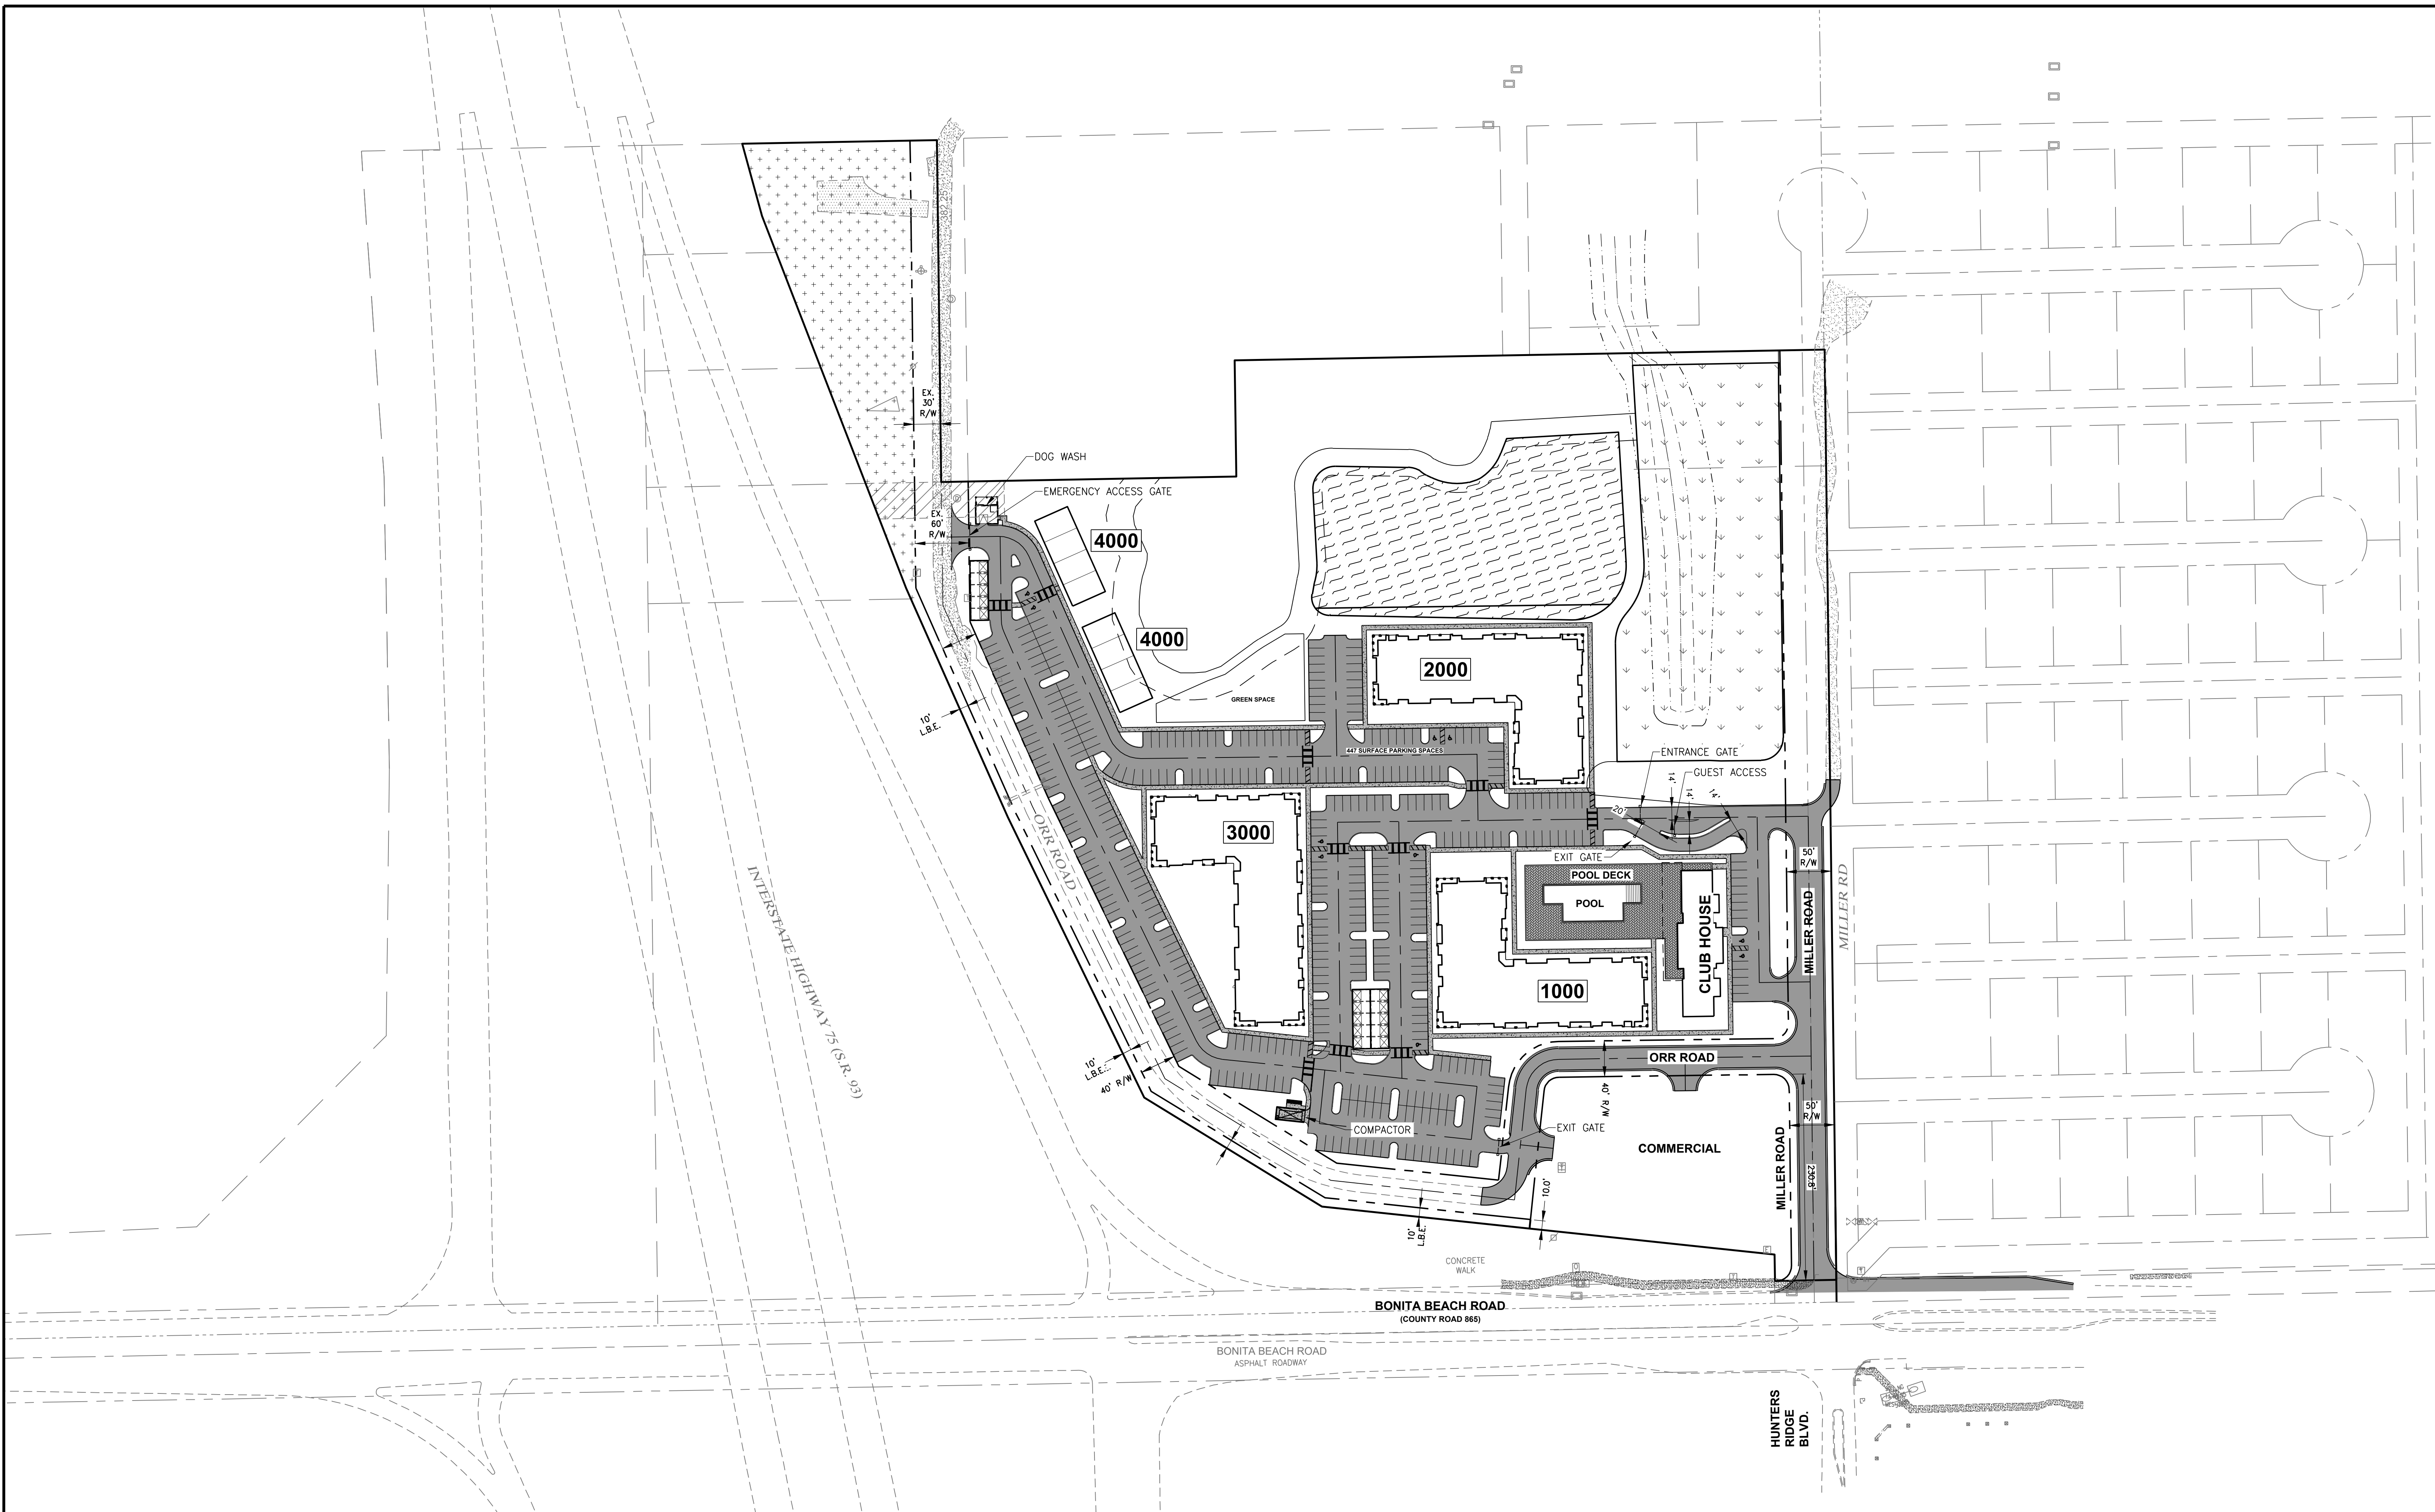 362.25'
EX.
30'
R/W
DOG WASH
EMERGENCY ACCESS GATE
EX.
60'
R/W
4000
4000
2000
GREEN SPACE
10'
L.B.E.
447 SURFACE PARKING SPACES
ENTRANCE GATE
GUEST ACCESS
14'
14'
14'
20'
ORR ROAD
3000
EXIT GATE
50'
R/W
POOL DECK
POOL
CLUB HOUSE
MILLER ROAD
MILLER RD
INTERSTATE HIGHWAY 75 (S.R. 93)
1000
10'
L.B.E.
40' R/W
ORR ROAD
40' R/W
50'
R/W
COMPACTOR
EXIT GATE
COMMERCIAL
MILLER ROAD
230.8'
10.0'
10'
L.B.E.
CONCRETE
WALK
BONITA BEACH ROAD
(COUNTY ROAD 865)
BONITA BEACH ROAD
ASPHALT ROADWAY
HUNTERS
RIDGE
BLVD.